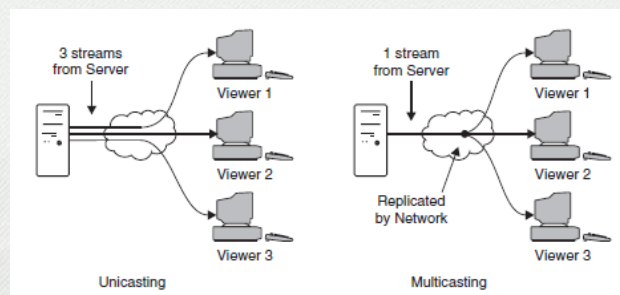 3 streams
from Server
Viewer 1
Viewer 2
Viewer 3
Unicasting
1 stream
from Server
Viewer 1
Viewer 2
Replicated
by Network
Viewer 3
Multicasting